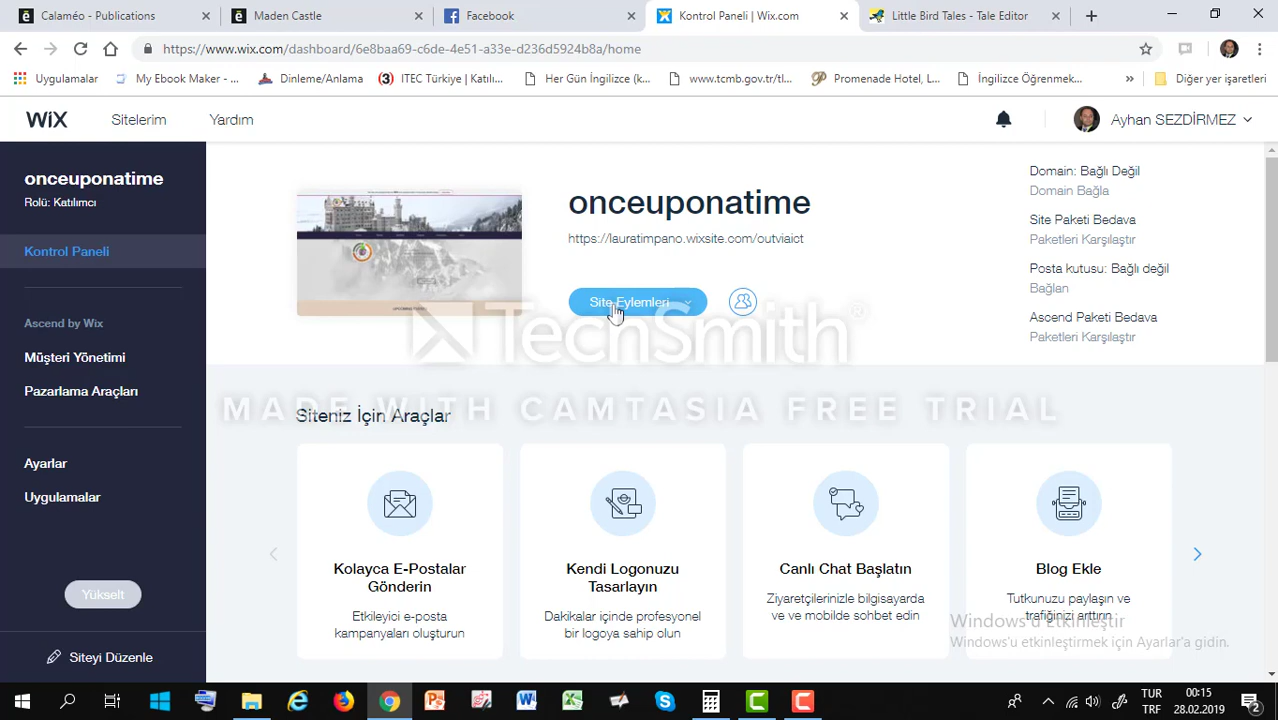 Calaméo - Publications
Maden Castle
Facebook
Kontrol Paneli | Wix.com
Little Bird Tales - Tale Editor
https://www.wix.com/dashboard/6e8baa69-c6de-4e51-a33e-d236d5924b8a/home
Uygulamalar
My Ebook Maker - ...
Dinleme/Anlama
ITEC Türkiye | Katılı...
Her Gün İngilizce (k...
www.tcmb.gov.tr/tl...
Promenade Hotel, L...
İngilizce Öğrenmek...
»
Diğer yer işaretleri
WIX
Sitelerim
Yardım
Ayhan SEZDİRMEZ
onceuponatime
Rolü: Katılımcı
Kontrol Paneli
Ascend by Wix
Müşteri Yönetimi
Pazarlama Araçları
Ayarlar
Uygulamalar
Yükselt
Siteyi Düzenle
onceuponatime
https://lauratimpano.wixsite.com/outviaict
Site Eylemleri
Domain: Bağlı Değil
Domain Bağla
Site Paketi Bedava
Paketleri Karşılaştır
Posta kutusu: Bağlı değil
Bağlan
Ascend Paketi Bedava
Paketleri Karşılaştır
TechSmith®
MADE WITH CAMTASIA FREE TRIAL
Siteniz İçin Araçlar
Kolayca E-Postalar
Gönderin
Etkileyici e-posta
kampanyaları oluşturun
Kendi Logonuzu
Tasarlayın
Dakikalar içinde profesyonel
bir logoya sahip olun
Canlı Chat Başlatın
Ziyaretçilerinizle bilgisayarda
ve ve mobilde sohbet edin
Blog Ekle
Tutkunuzu paylaşın ve
trafiğinizi arttırın
Windows'u Etkinleştir
Windows'u etkinleştirmek için Ayarlar'a gidin.
TUR
TRF
00:15
28.02.2019
2